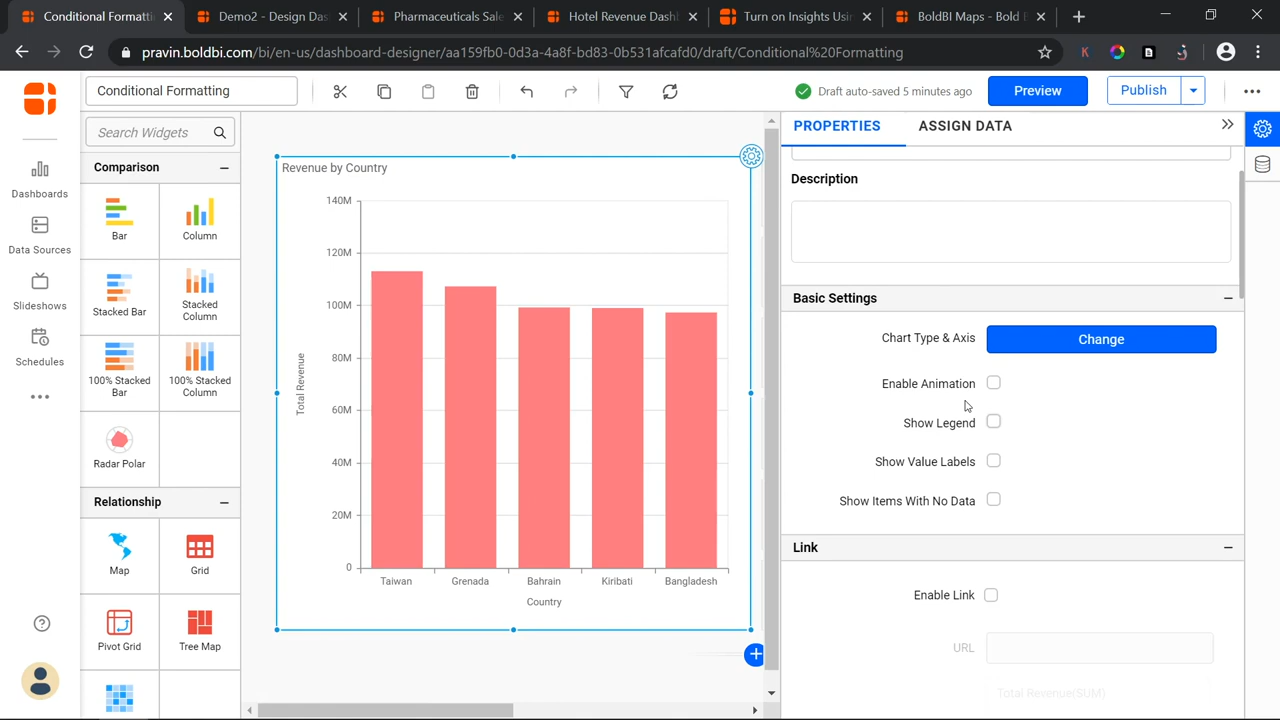 Conditional Formatti
Demo2 - Design Das
Pharmaceuticals Sale
Hotel Revenue Dashb
Turn on Insights Usin
BoldBI Maps - Bold B
pravin.boldbi.com/bi/en-us/dashboard-designer/aa159fb0-0d3a-4a8f-bd83-0b531afcafd0/draft/Conditional%20Formatting
Conditional Formatting
Draft auto-saved 5 minutes ago
Preview
Publish
Search Widgets
Dashboards
Data Sources
Slideshows
Schedules
Comparison
Bar
Column
Stacked Bar
Stacked
Column
100% Stacked
Bar
100% Stacked
Column
Radar Polar
Relationship
Map
Grid
Pivot Grid
Tree Map
Revenue by Country
140M
120M
100M
80M
60M
40M
20M
0
Total Revenue
Taiwan
Grenada
Bahrain
Kiribati
Bangladesh
Country
PROPERTIES
ASSIGN DATA
Description
Basic Settings
Chart Type & Axis
Change
Enable Animation
Show Legend
Show Value Labels
Show Items With No Data
Link
Enable Link
URL
Total Revenue(SUM)